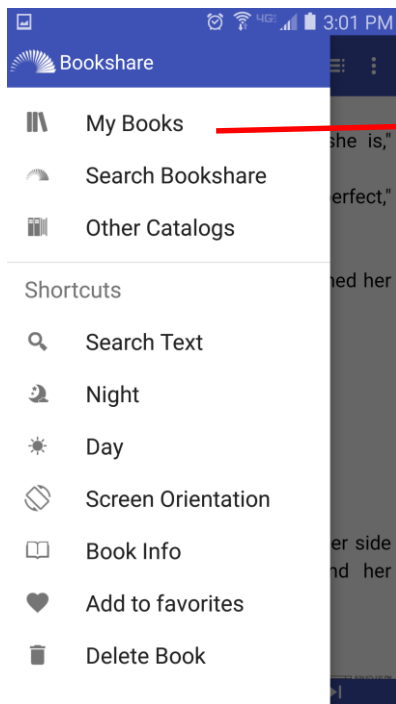 4G 3:01 PM
Bookshare
My Books
she is,"
Search Bookshare
erfect,"
Other Catalogs
ned her
Shortcuts
Search Text
Night
Day
Screen Orientation
er side
Book Info
nd her
Add to favorites
Delete Book